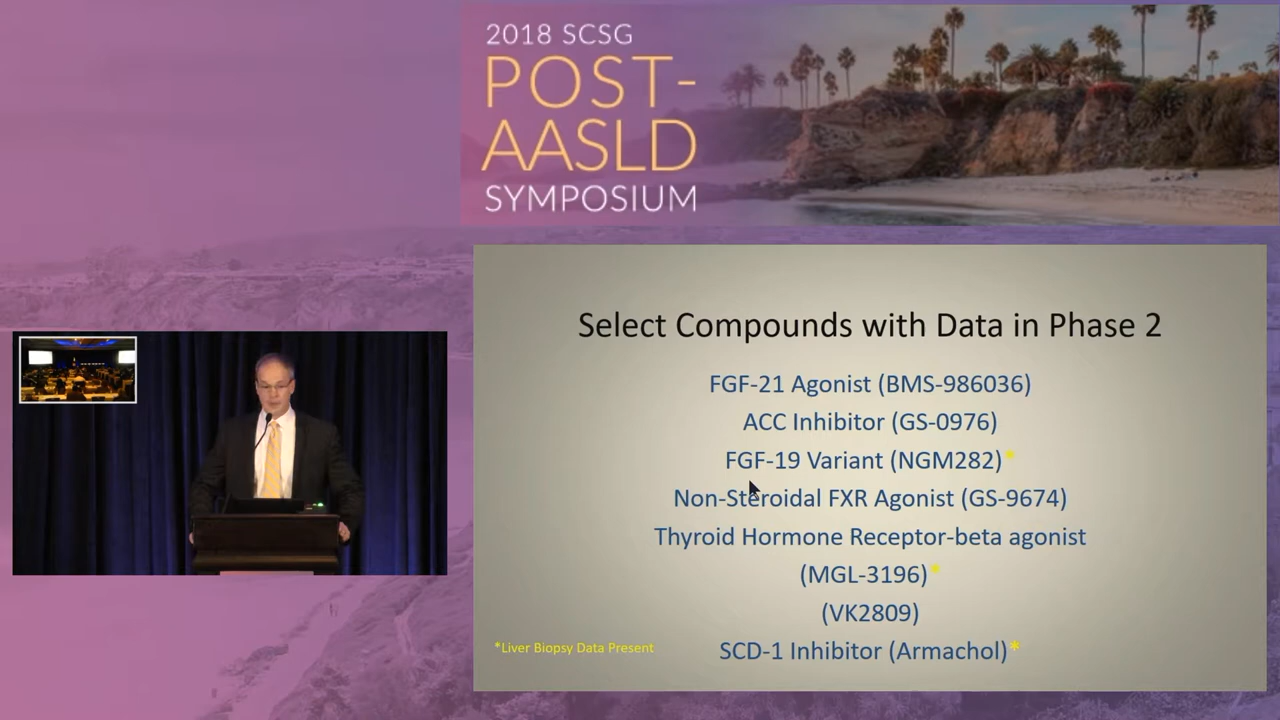 2018 SCSG
POST-
AASLD
SYMPOSIUM
Select Compounds with Data in Phase 2
FGF-21 Agonist (BMS-986036)
ACC Inhibitor (GS-0976)
FGF-19 Variant (NGM282)*
Non-Steroidal FXR Agonist (GS-9674)
Thyroid Hormone Receptor-beta agonist
(MGL-3196)*
(VK2809)
SCD-1 Inhibitor (Armachol)*
*Liver Biopsy Data Present